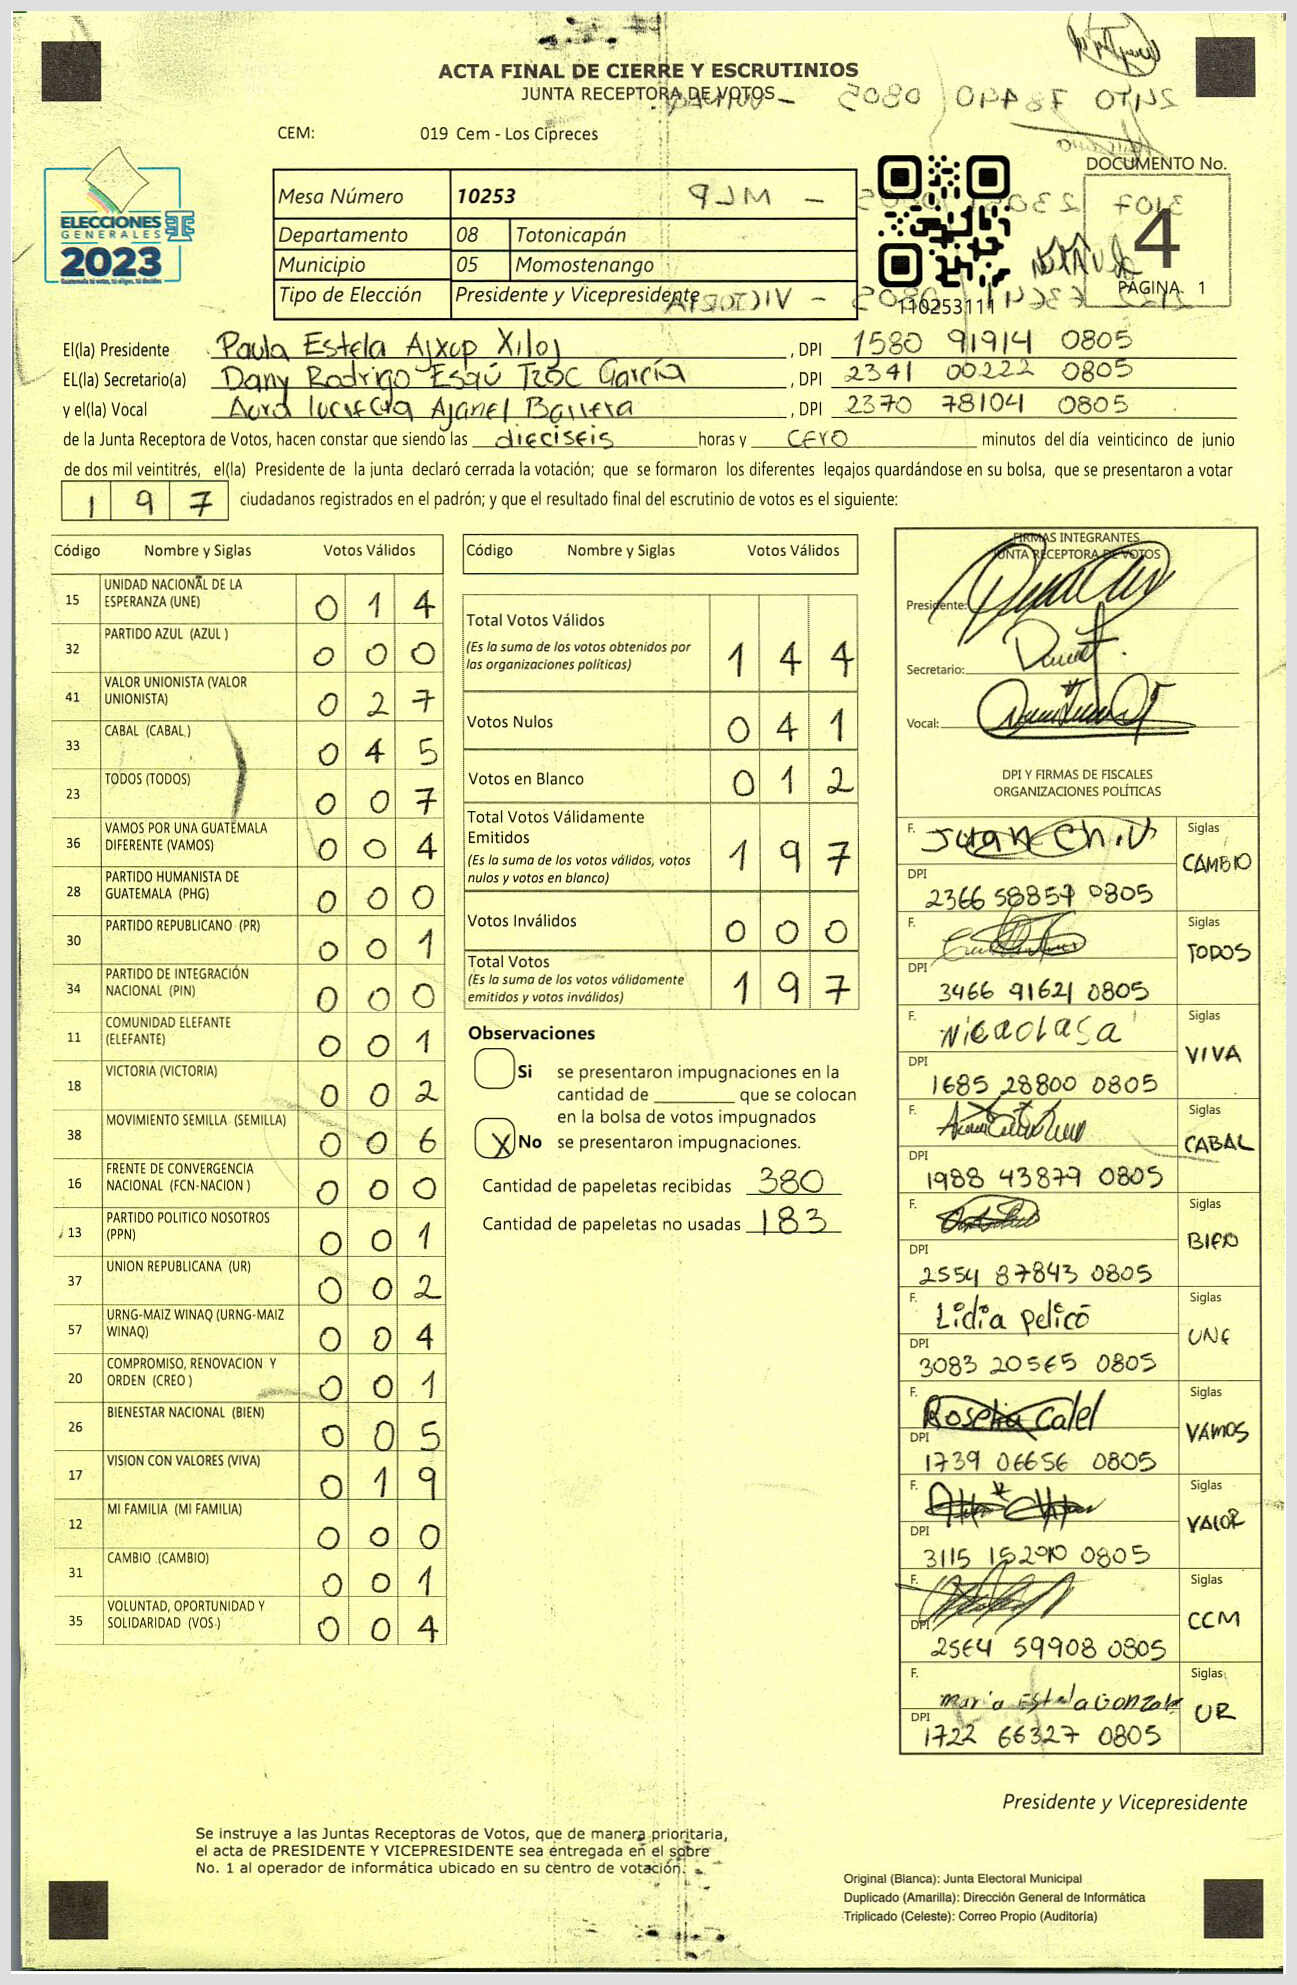 ACTA FINAL DE CIERRE Y ESCRUTINIOS
JUNTA RECEPTORA DE VOTOS
CEM: 019 Cem - Los Cipreces
DOCUMENTO No.
4
PÁGINA 1
ELECCIONES
GENERALES
2023
Mesa Número 10253
Departamento 08 Totonicapán
Municipio 05 Momostenango
Tipo de Elección Presidente y Vicepresidente
110253111
El(la) Presidente Paula Estela Ajxup Xiloj, DPI 1580 91914 0805
EL(la) Secretario(a) Dany Rodrigo Esqú Tzoc García, DPI 2341 00222 0805
y el(la) Vocal Aura lucrecia Ajanel Barrera, DPI 2370 78104 0805
de la Junta Receptora de Votos, hacen constar que siendo las dieciseis horas y cero minutos del día veinticinco de junio
de dos mil veintitrés, el(la) Presidente de la junta declaró cerrada la votación; que se formaron los diferentes legajos guardándose en su bolsa, que se presentaron a votar
197 ciudadanos registrados en el padrón; y que el resultado final del escrutinio de votos es el siguiente:
Código Nombre y Siglas Votos Válidos
15 UNIDAD NACIONAL DE LA ESPERANZA (UNE) 0 1 4
32 PARTIDO AZUL (AZUL ) 0 0 0
41 VALOR UNIONISTA (VALOR UNIONISTA) 0 2 7
33 CABAL (CABAL ) 0 4 5
23 TODOS (TODOS) 0 0 7
36 VAMOS POR UNA GUATEMALA DIFERENTE (VAMOS) 0 0 4
28 PARTIDO HUMANISTA DE GUATEMALA (PHG) 0 0 0
30 PARTIDO REPUBLICANO (PR) 0 0 1
34 PARTIDO DE INTEGRACIÓN NACIONAL (PIN) 0 0 0
11 COMUNIDAD ELEFANTE (ELEFANTE) 0 0 1
18 VICTORIA (VICTORIA) 0 0 2
38 MOVIMIENTO SEMILLA (SEMILLA) 0 0 6
16 FRENTE DE CONVERGENCIA NACIONAL (FCN-NACION ) 0 0 0
13 PARTIDO POLITICO NOSOTROS (PPN) 0 0 1
37 UNION REPUBLICANA (UR) 0 0 2
57 URNG-MAIZ WINAQ (URNG-MAIZ WINAQ) 0 0 4
20 COMPROMISO, RENOVACION Y ORDEN (CREO ) 0 0 1
26 BIENESTAR NACIONAL (BIEN) 0 0 5
17 VISION CON VALORES (VIVA) 0 1 9
12 MI FAMILIA (MI FAMILIA) 0 0 0
31 CAMBIO (CAMBIO) 0 0 1
35 VOLUNTAD, OPORTUNIDAD Y SOLIDARIDAD (VOS ) 0 0 4
Código Nombre y Siglas Votos Válidos
Total Votos Válidos
(Es la suma de los votos obtenidos por
las organizaciones políticas) 1 4 4
Votos Nulos 0 4 1
Votos en Blanco 0 1 2
Total Votos Válidamente
Emitidos
(Es la suma de los votos válidos, votos
nulos y votos en blanco) 1 9 7
Votos Inválidos 0 0 0
Total Votos
(Es la suma de los votos válidamente
emitidos y votos inválidos) 1 9 7
Observaciones
Si se presentaron impugnaciones en la
cantidad de ________ que se colocan
en la bolsa de votos impugnados
X No se presentaron impugnaciones.
Cantidad de papeletas recibidas 380
Cantidad de papeletas no usadas 183
FIRMAS INTEGRANTES
JUNTA RECEPTORA DE VOTOS
Presidente:
Secretario:
Vocal:
DPI Y FIRMAS DE FISCALES
ORGANIZACIONES POLÍTICAS
F. Juan Ch. Siglas CAMBIO
DPI 2366 58857 0805
F. Siglas TODOS
DPI 3466 91621 0805
F. Nicaolasa Siglas VIVA
DPI 1685 28800 0805
F. Siglas CABAL
DPI 1988 43879 0805
F. Siglas BIEN
DPI 2554 87843 0805
F. Lidia Pelicó Siglas UNE
DPI 3083 20565 0805
F. Roselia Calel Siglas VAMOS
DPI 1739 06656 0805
F. Siglas VALOR
DPI 3115 0805
F. Siglas CCM
DPI 2564 59908 0805
F. Maria Estela Gonzale Siglas UR
DPI 1722 66327 0805
Presidente y Vicepresidente
Se instruye a las Juntas Receptoras de Votos, que de manera prioritaria,
el acta de PRESIDENTE Y VICEPRESIDENTE sea entregada en el sobre
No. 1 al operador de informática ubicado en su centro de votación.
Original (Blanca): Junta Electoral Municipal
Duplicado (Amarilla): Dirección General de Informática
Triplicado (Celeste): Correo Propio (Auditoría)